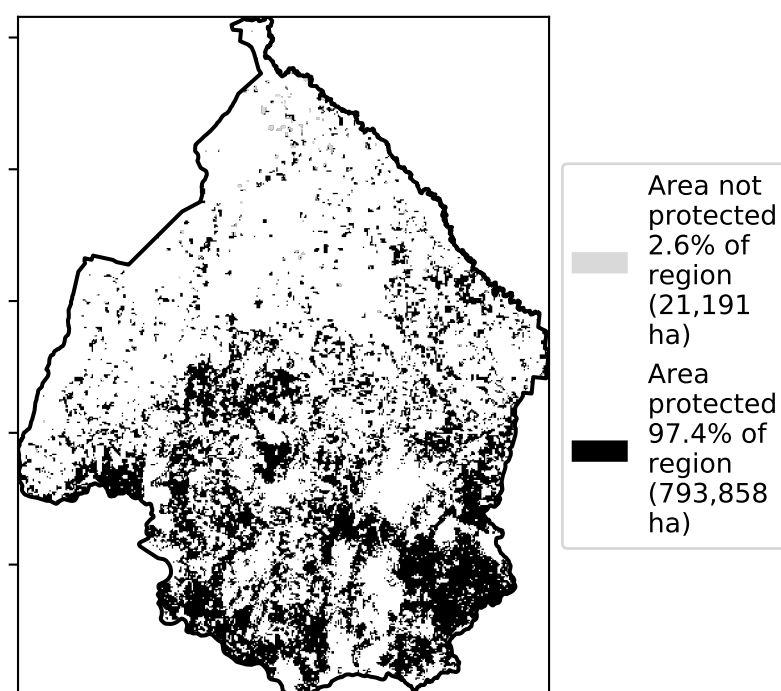 Area not
protected
2.6% of
region
(21,191
ha)
Area
protected
97.4% of
region
(793,858
ha)